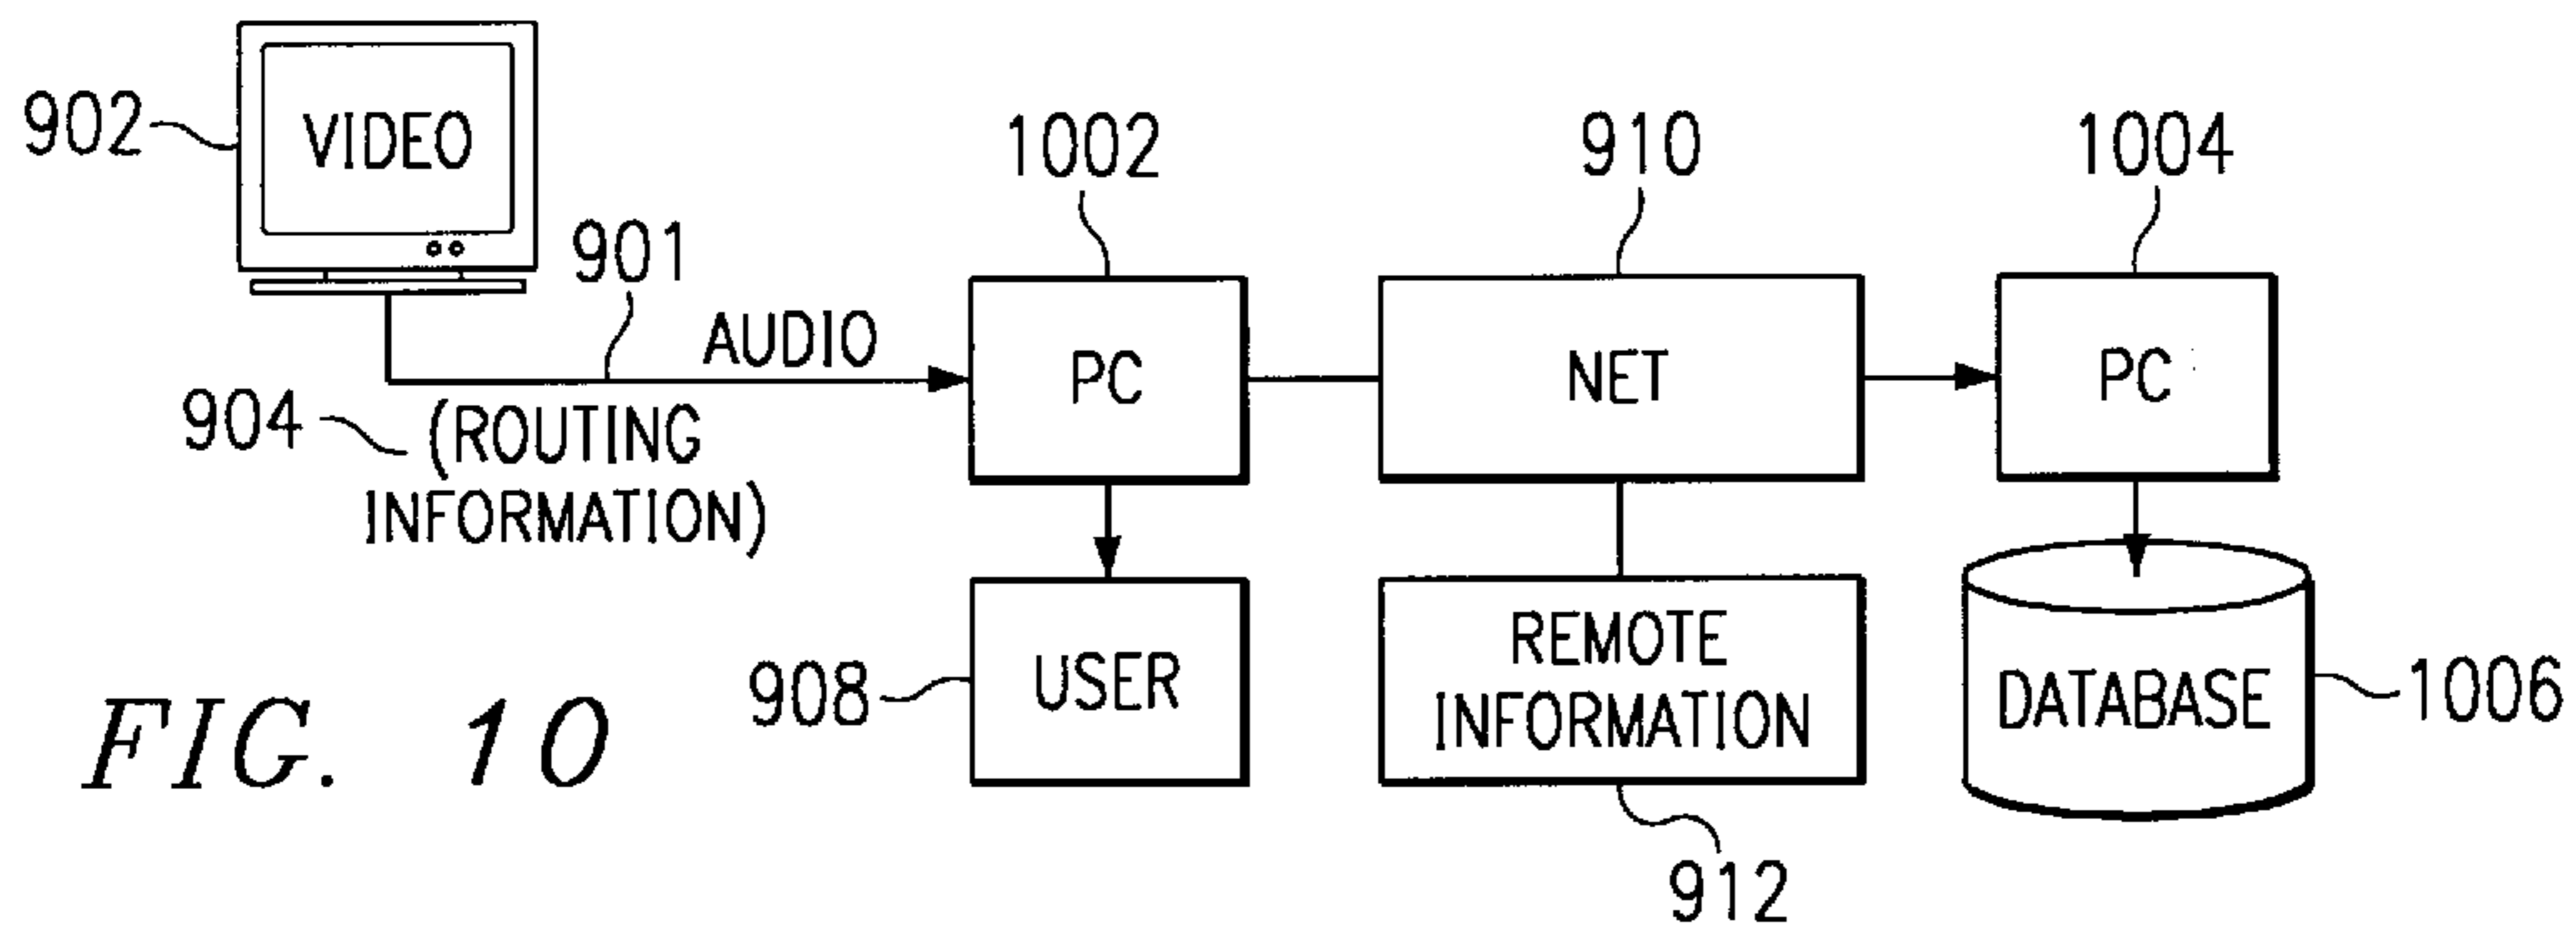 902
VIDEO
901
AUDIO
904
(ROUTING
INFORMATION)
1002
PC
910
NET
1004
PC
908
USER
REMOTE
INFORMATION
912
DATABASE
1006
FIG. 10